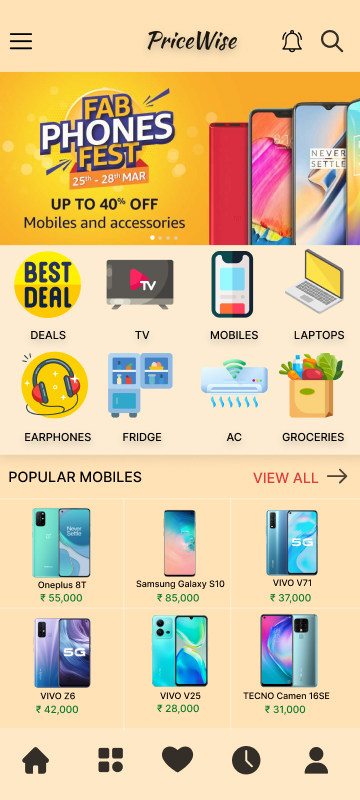 PriceWise
FAB
PHONES
FEST
25th - 28th MAR
UP TO 40% OFF
Mobiles and accessories
NEVER
SETTLE
BEST
DEAL
TV
DEALS
TV
MOBILES
LAPTOPS
EARPHONES
FRIDGE
AC
GROCERIES
POPULAR MOBILES
VIEW ALL
Never
Settle
5G
Oneplus 8T
Samsung Galaxy S10
VIVO V71
₹ 55,000
₹ 85,000
₹ 37,000
5G
VIVO Z6
VIVO V25
TECNO Camen 16SE
₹ 42,000
₹ 28,000
₹ 31,000